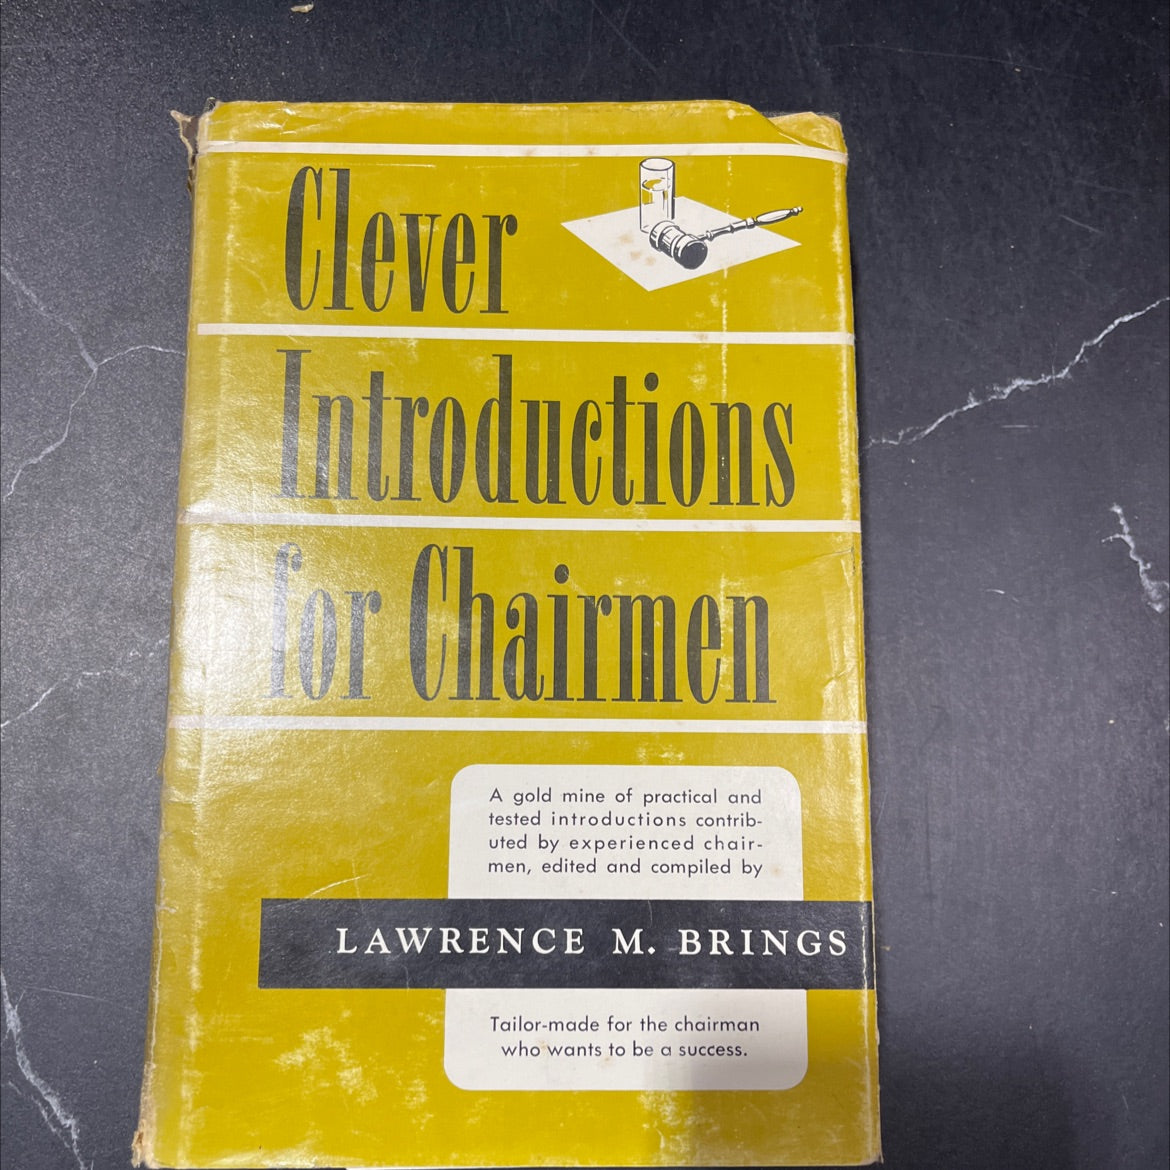 Clever
Introductions
for Chairmen
A gold mine of practical and
tested introductions contrib-
uted by experienced chair-
men, edited and compiled by
LAWRENCE M. BRINGS
Tailor-made for the chairman
who wants to be a success.